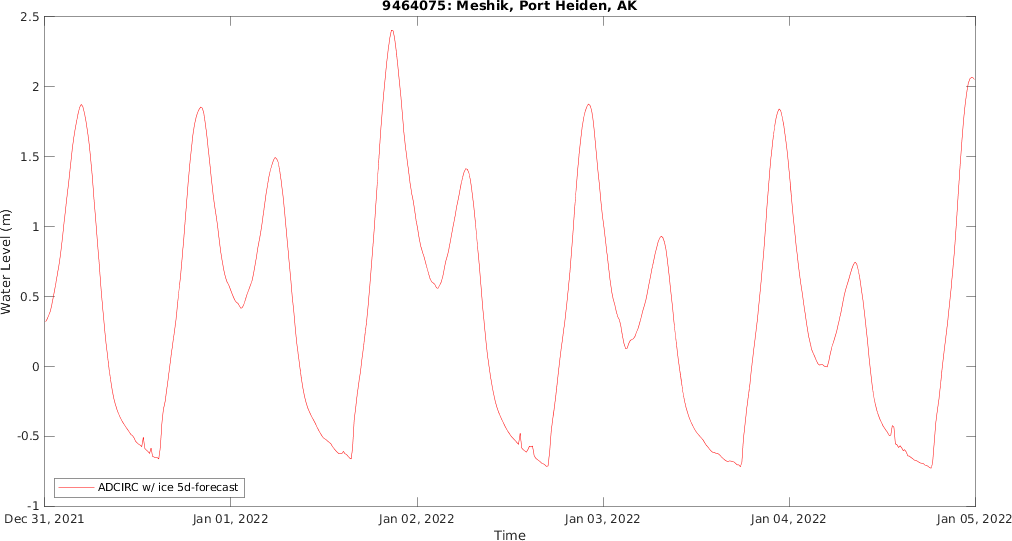 9464075: Meshik, Port Heiden, AK
Water Level (m)
2.5
2
1.5
1
0.5
0
-0.5
-1
ADCIRC w/ ice 5d-forecast
Dec 31, 2021
Jan 01, 2022
Jan 02, 2022
Jan 03, 2022
Jan 04, 2022
Jan 05, 2022
Time